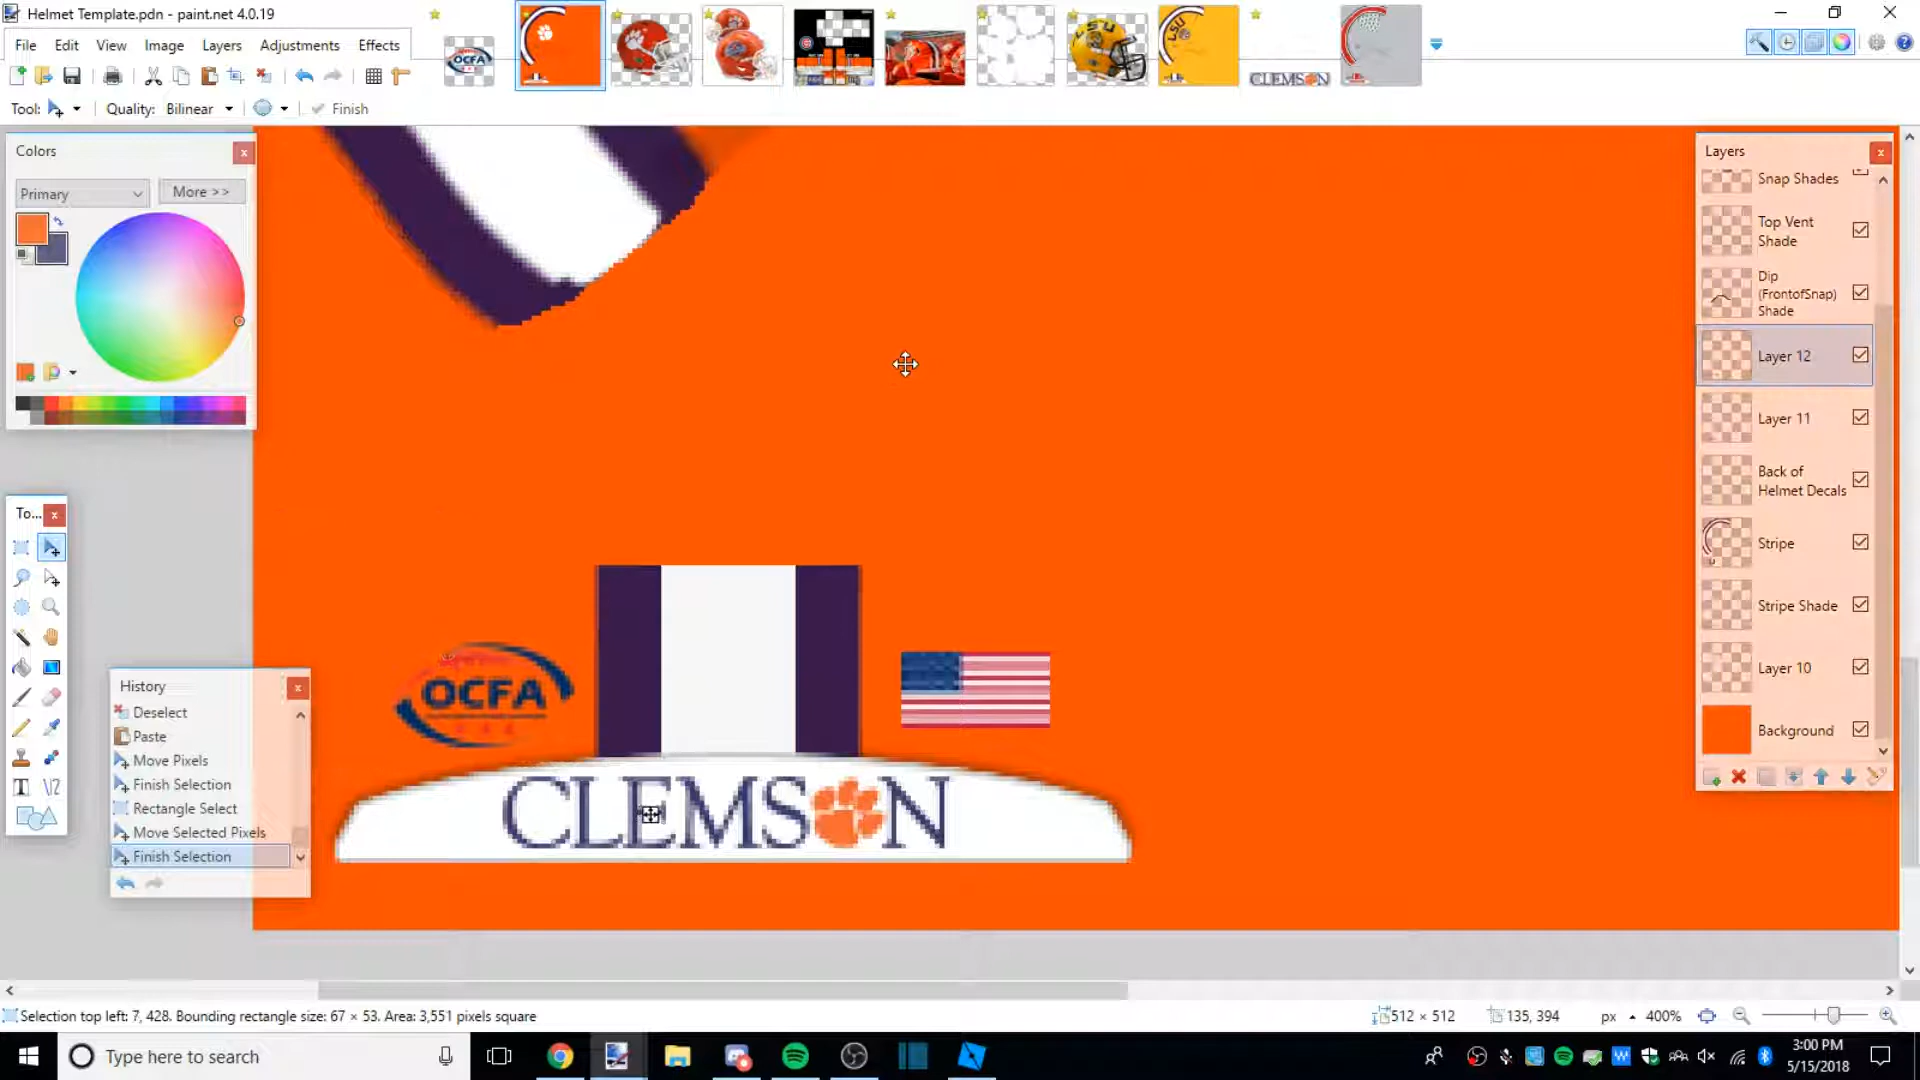 Helmet Template.pdn - paint.net 4.0.19
File Edit View Image Layers Adjustments Effects
Tool: Quality: Bilinear Finish
CLEMSON
Colors
Primary
More >>
To...
History
Deselect
Paste
Move Pixels
Finish Selection
Rectangle Select
Move Selected Pixels
Finish Selection
OCFA
CLEMSON
Layers
Snap Shades
Top Vent
Shade
Dip
(FrontofSnap)
Shade
Layer 12
Layer 11
Back of
Helmet Decals
Stripe
Stripe Shade
Layer 10
Background
Selection top left: 7, 428. Bounding rectangle size: 67 × 53. Area: 3,551 pixels square
512 × 512
135, 394
px
400%
Type here to search
3:00 PM
5/15/2018